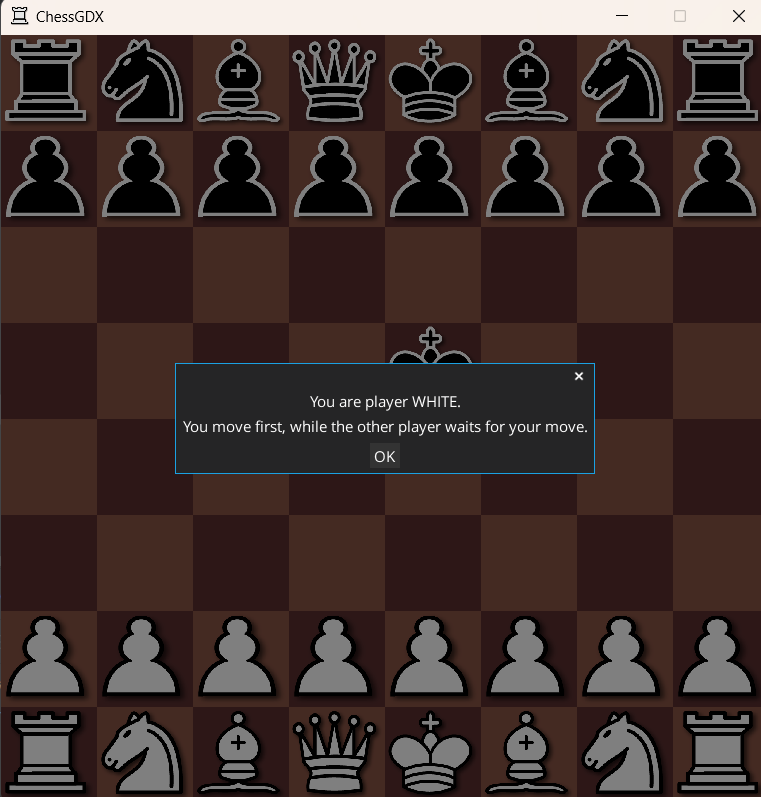 ChessGDX
You are player WHITE.
You move first, while the other player waits for your move.
OK